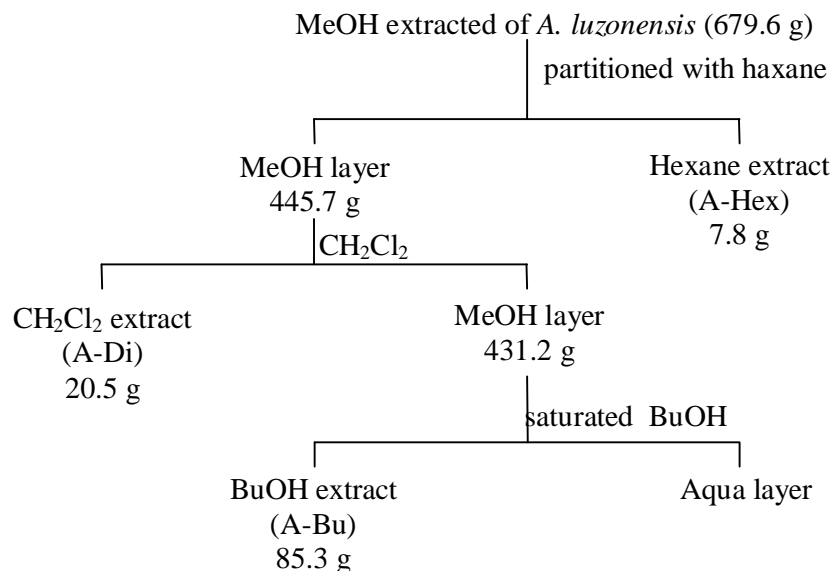 MeOH extracted of A. luzonensis (679.6 g)
partitioned with haxane
MeOH layer
445.7 g
Hexane extract
(A-Hex)
7.8 g
CH₂Cl₂
CH₂Cl₂ extract
(A-Di)
20.5 g
MeOH layer
431.2 g
saturated BuOH
BuOH extract
(A-Bu)
85.3 g
Aqua layer